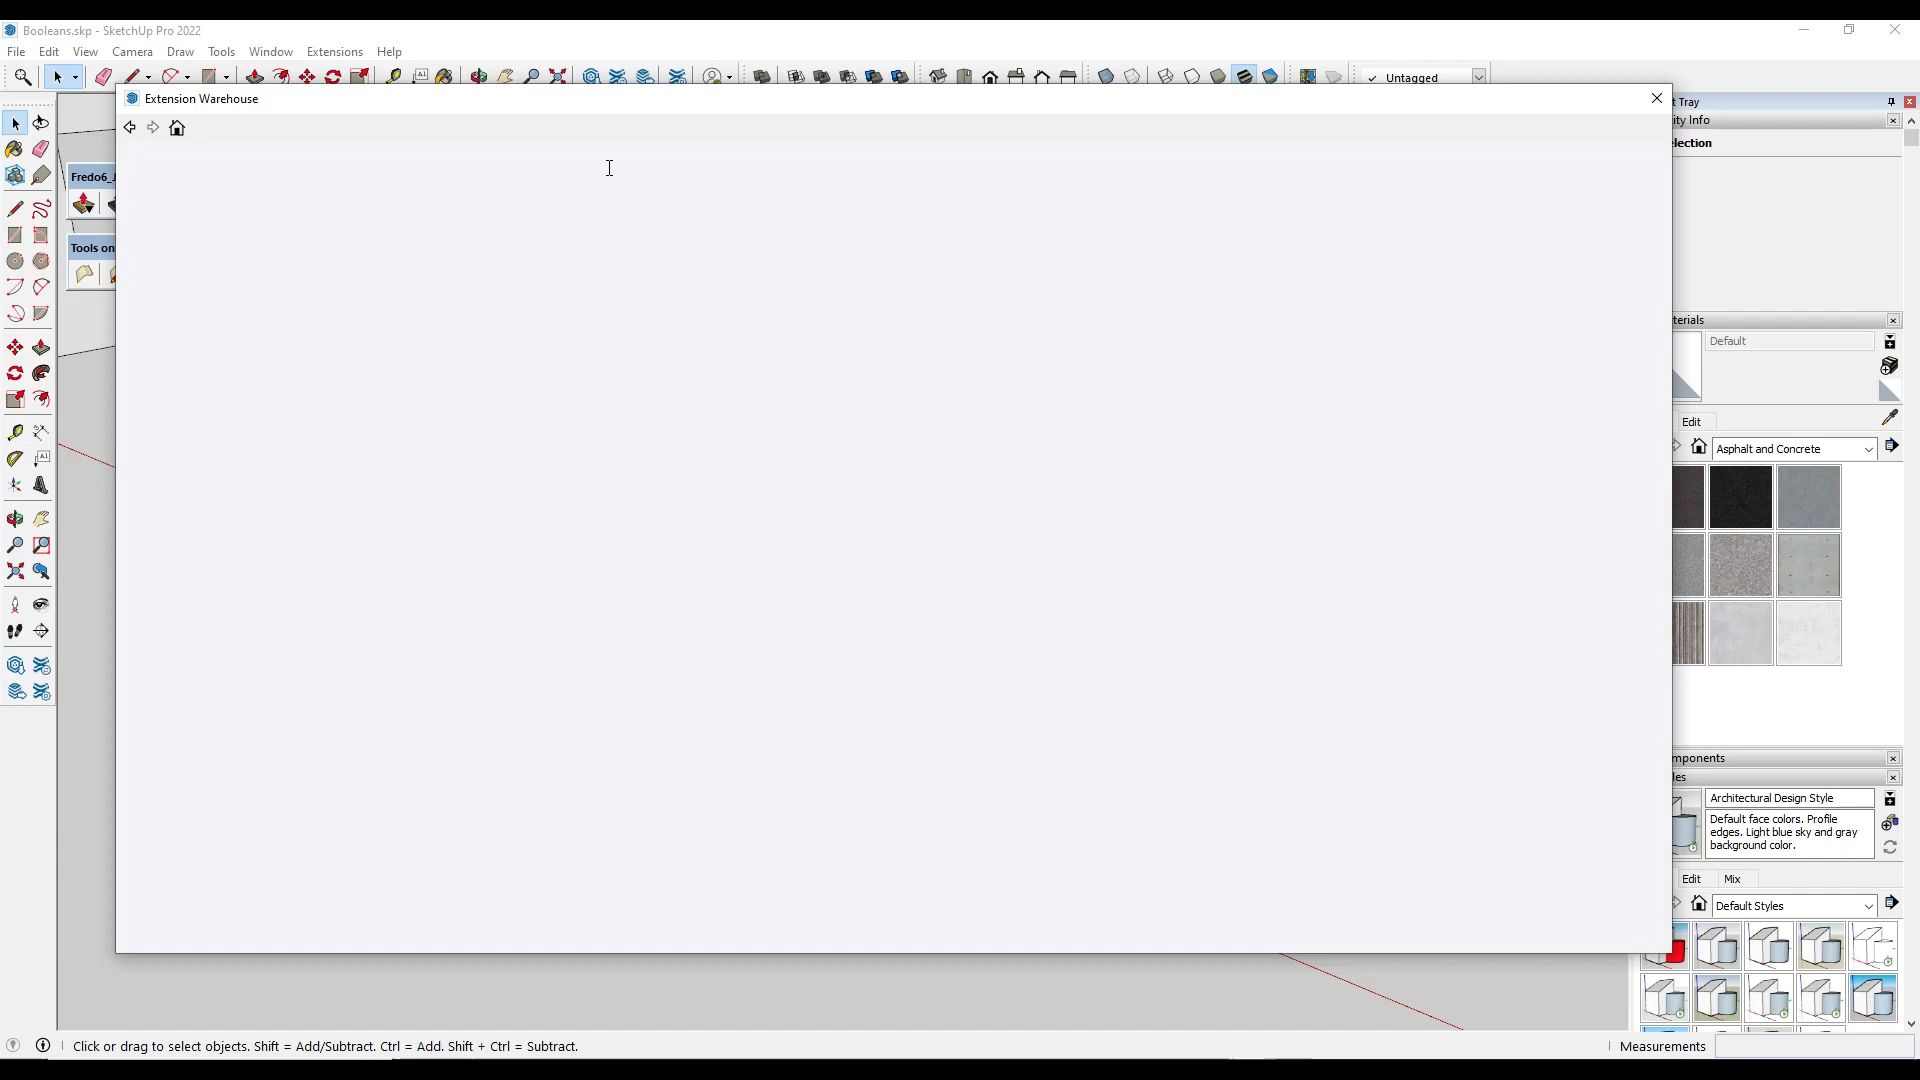 Booleans.skp - SketchUp Pro 2022
File Edit View Camera Draw Tools Window Extensions Help
Untagged
Extension Warehouse
t Tray
ity Info
lection
Fredo6_J
Tools on
terials
Default
Edit
Asphalt and Concrete
mponents
les
Architectural Design Style
Default face colors. Profile
edges. Light blue sky and gray
background color.
Edit Mix
Default Styles
Click or drag to select objects. Shift = Add/Subtract. Ctrl = Add. Shift + Ctrl = Subtract.
Measurements